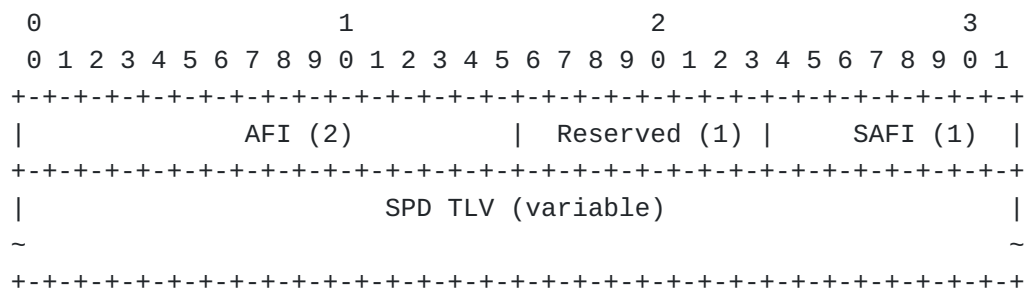 0                   1                   2                   3
 0 1 2 3 4 5 6 7 8 9 0 1 2 3 4 5 6 7 8 9 0 1 2 3 4 5 6 7 8 9 0 1
+-+-+-+-+-+-+-+-+-+-+-+-+-+-+-+-+-+-+-+-+-+-+-+-+-+-+-+-+-+-+-+-+
|              AFI (2)          |  Reserved (1) |     SAFI (1)  |
+-+-+-+-+-+-+-+-+-+-+-+-+-+-+-+-+-+-+-+-+-+-+-+-+-+-+-+-+-+-+-+-+
|                       SPD TLV (variable)                      |
~                                                               ~
+-+-+-+-+-+-+-+-+-+-+-+-+-+-+-+-+-+-+-+-+-+-+-+-+-+-+-+-+-+-+-+-+